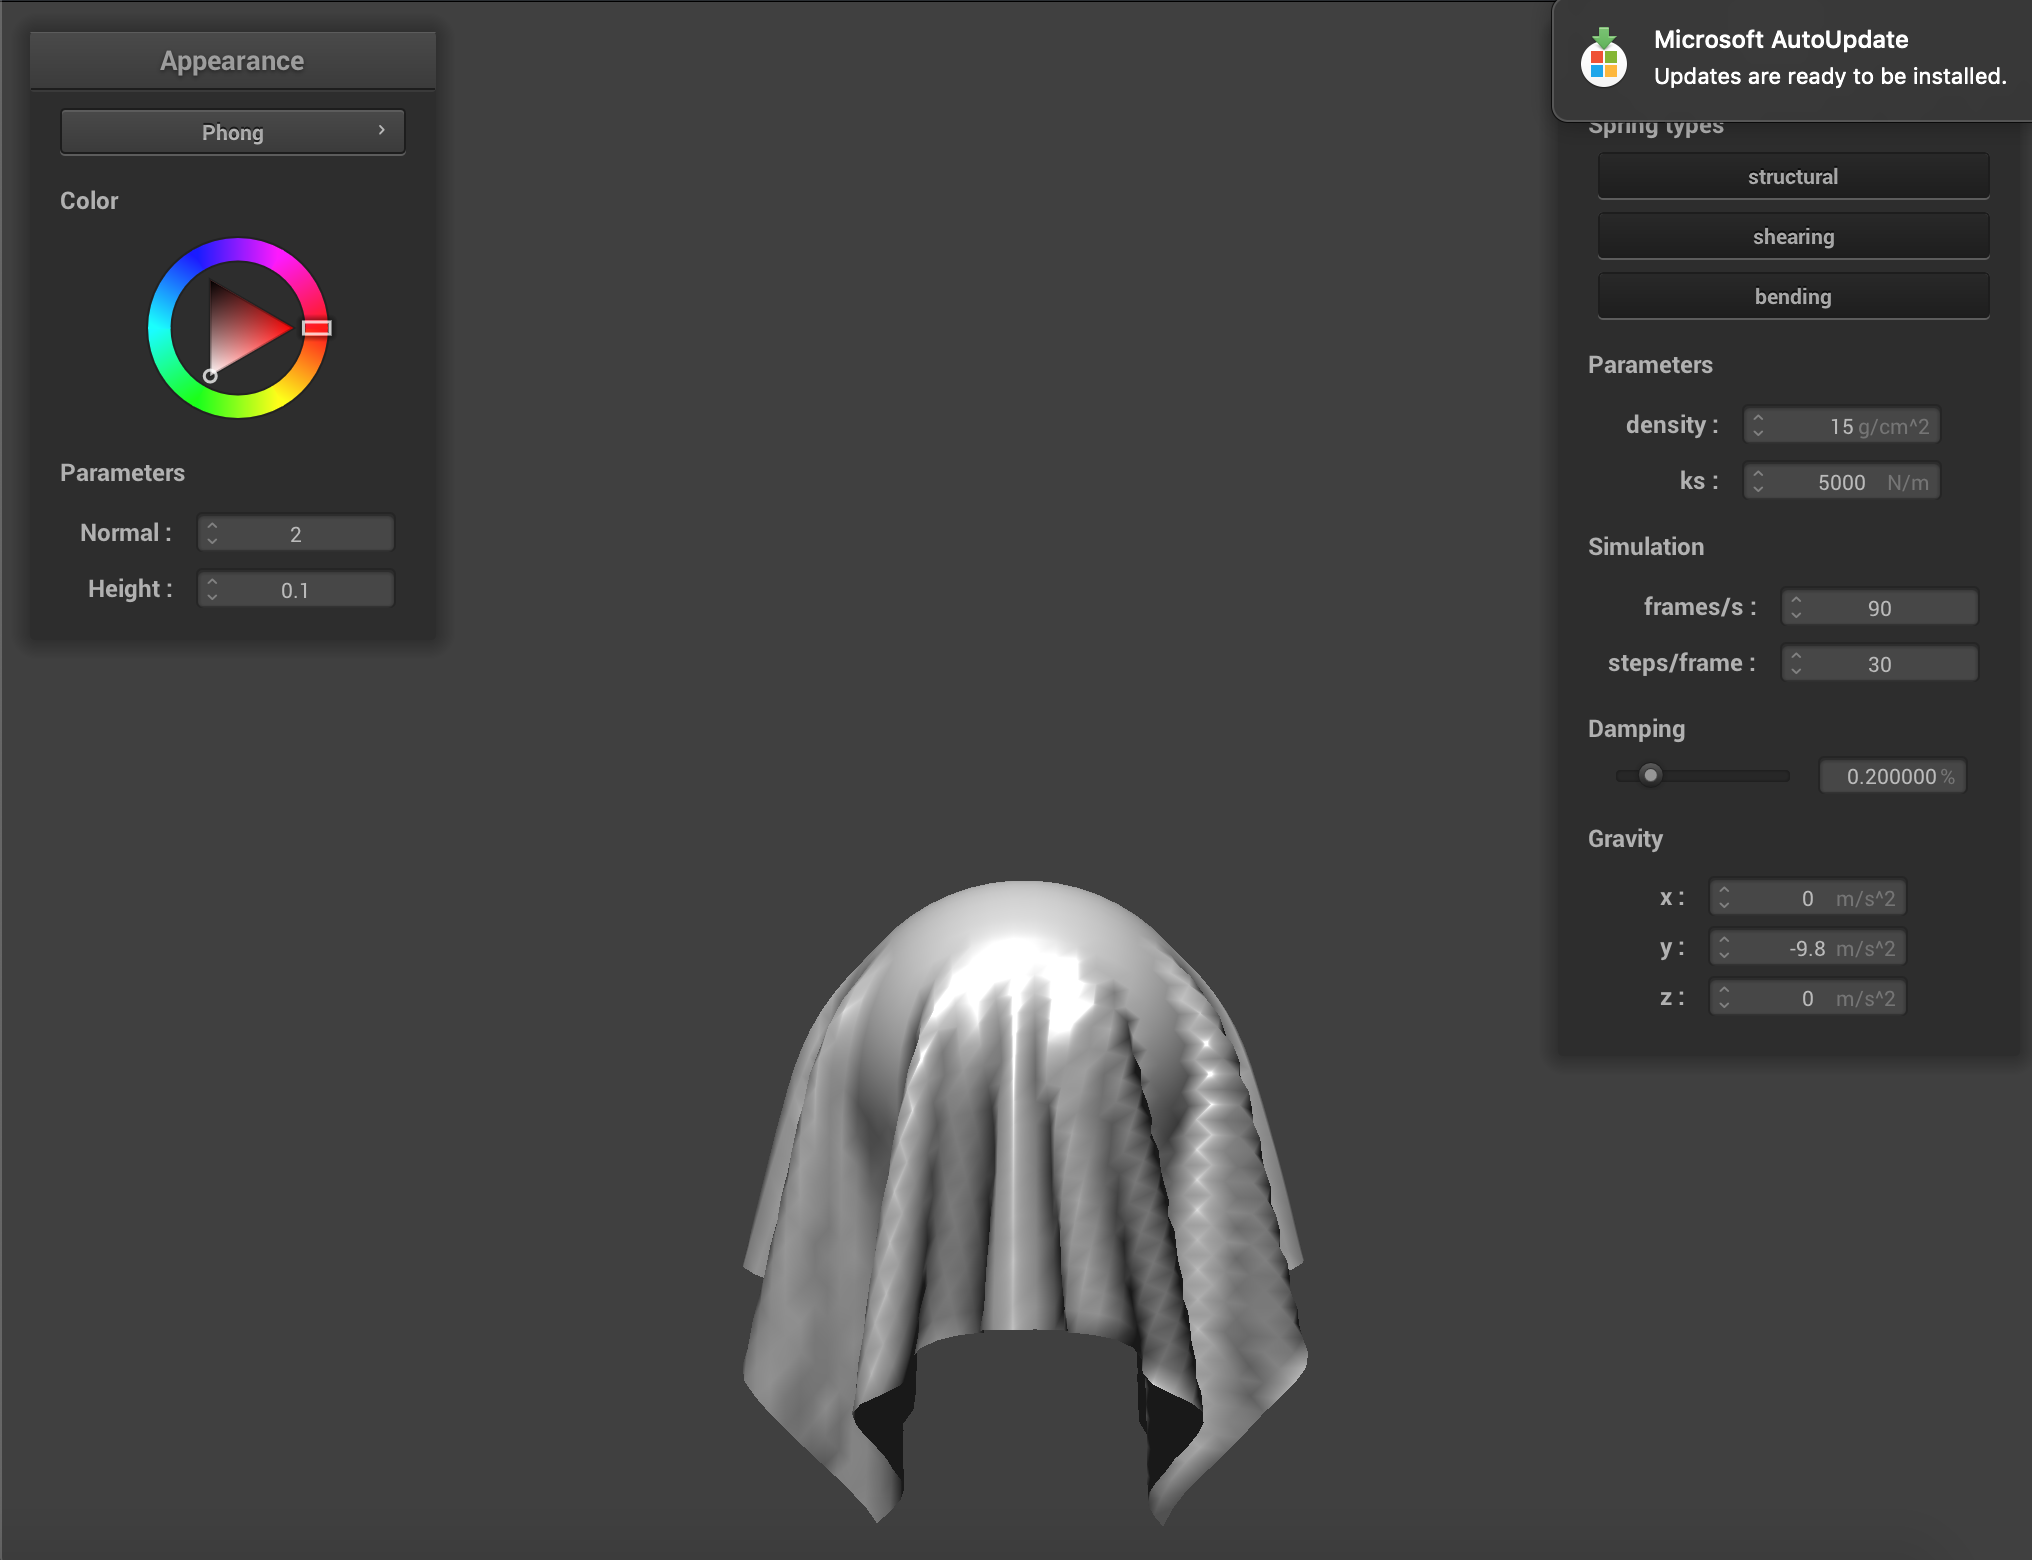 Appearance
Phong
Color
Parameters
Normal : 2
Height : 0.1
Microsoft AutoUpdate
Updates are ready to be installed.
Spring types
structural
shearing
bending
Parameters
density : 15 g/cm^2
ks : 5000 N/m
Simulation
frames/s : 90
steps/frame : 30
Damping
0.200000 %
Gravity
x : 0 m/s^2
y : -9.8 m/s^2
z : 0 m/s^2